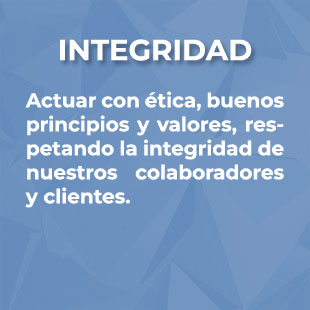 INTEGRIDAD
Actuar con ética, buenos
principios y valores, res-
petando la integridad de
nuestros colaboradores
y clientes.